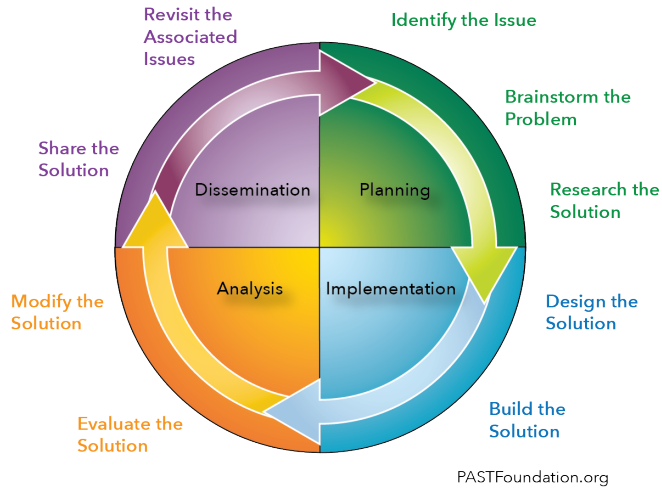 Identify the Issue
Brainstorm the
Problem
Research the
Solution
Design the
Solution
Build the
Solution
Evaluate the
Solution
Modify the
Solution
Share the
Solution
Revisit the
Associated
Issues
Dissemination
Planning
Analysis
Implementation
PASTFoundation.org